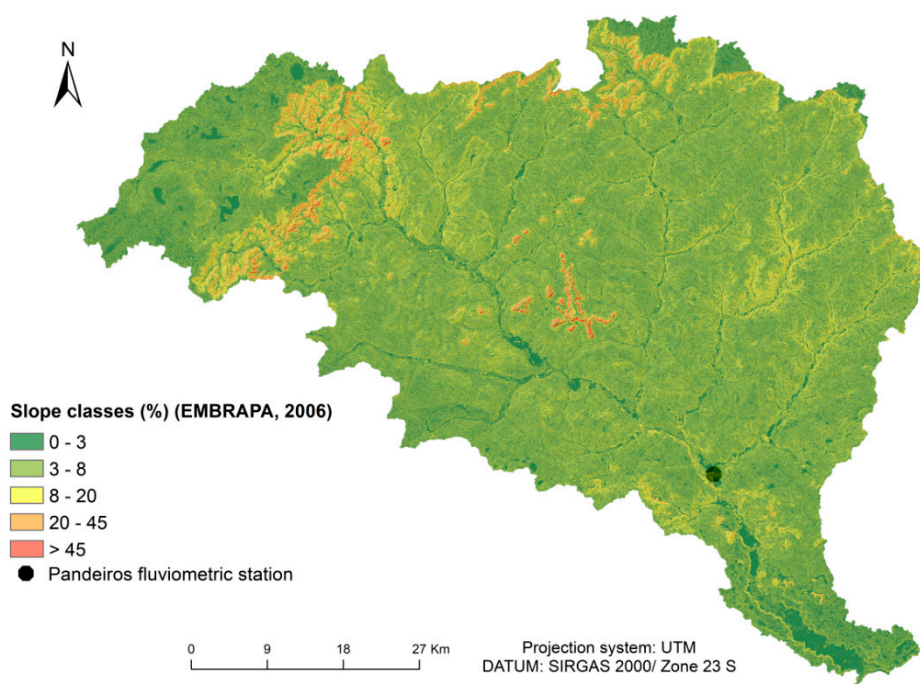 N
Slope classes (%) (EMBRAPA, 2006)
0 - 3
3 - 8
8 - 20
20 - 45
> 45
Pandeiros fluviometric station
0 9 18 27 Km
Projection system: UTM
DATUM: SIRGAS 2000/ Zone 23 S